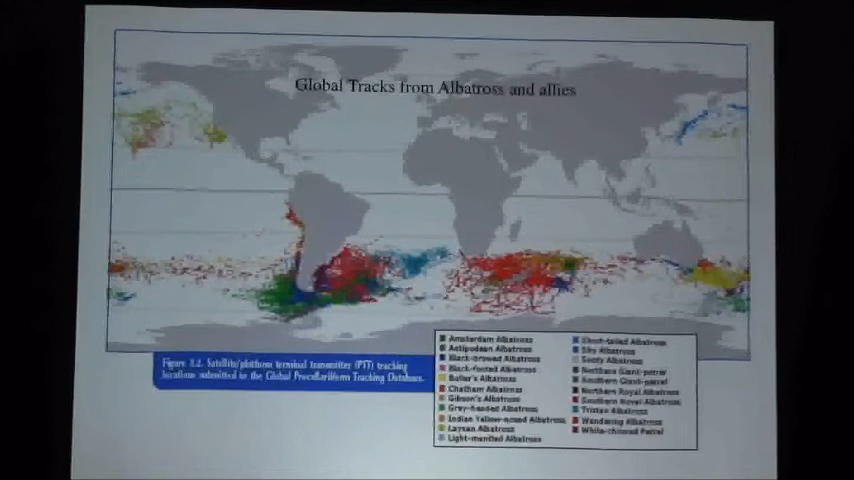 Global Tracks from Albatross and allies
Figure 3.2. Satellite/platform terminal transmitter (PTT) tracking
locations submitted to the Global Procellariiform Tracking Database.
Amsterdam Albatross
Antipodean Albatross
Black-browed Albatross
Black-footed Albatross
Buller's Albatross
Chatham Albatross
Gibson's Albatross
Grey-headed Albatross
Indian Yellow-nosed Albatross
Laysan Albatross
Light-mantled Albatross
Short-tailed Albatross
Shy Albatross
Sooty Albatross
Northern Giant-petrel
Southern Giant-petrel
Northern Royal Albatross
Southern Royal Albatross
Tristan Albatross
Wandering Albatross
White-chinned Petrel